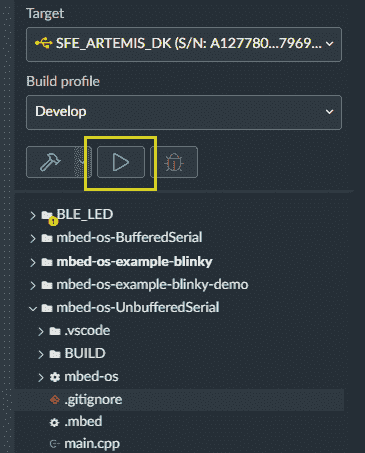 Target
SFE_ARTEMIS_DK (S/N: A127780...7969...
Build profile
Develop
BLE_LED
mbed-os-BufferedSerial
mbed-os-example-blinky
mbed-os-example-blinky-demo
mbed-os-UnbufferedSerial
.vscode
BUILD
mbed-os
.gitignore
.mbed
main.cpp